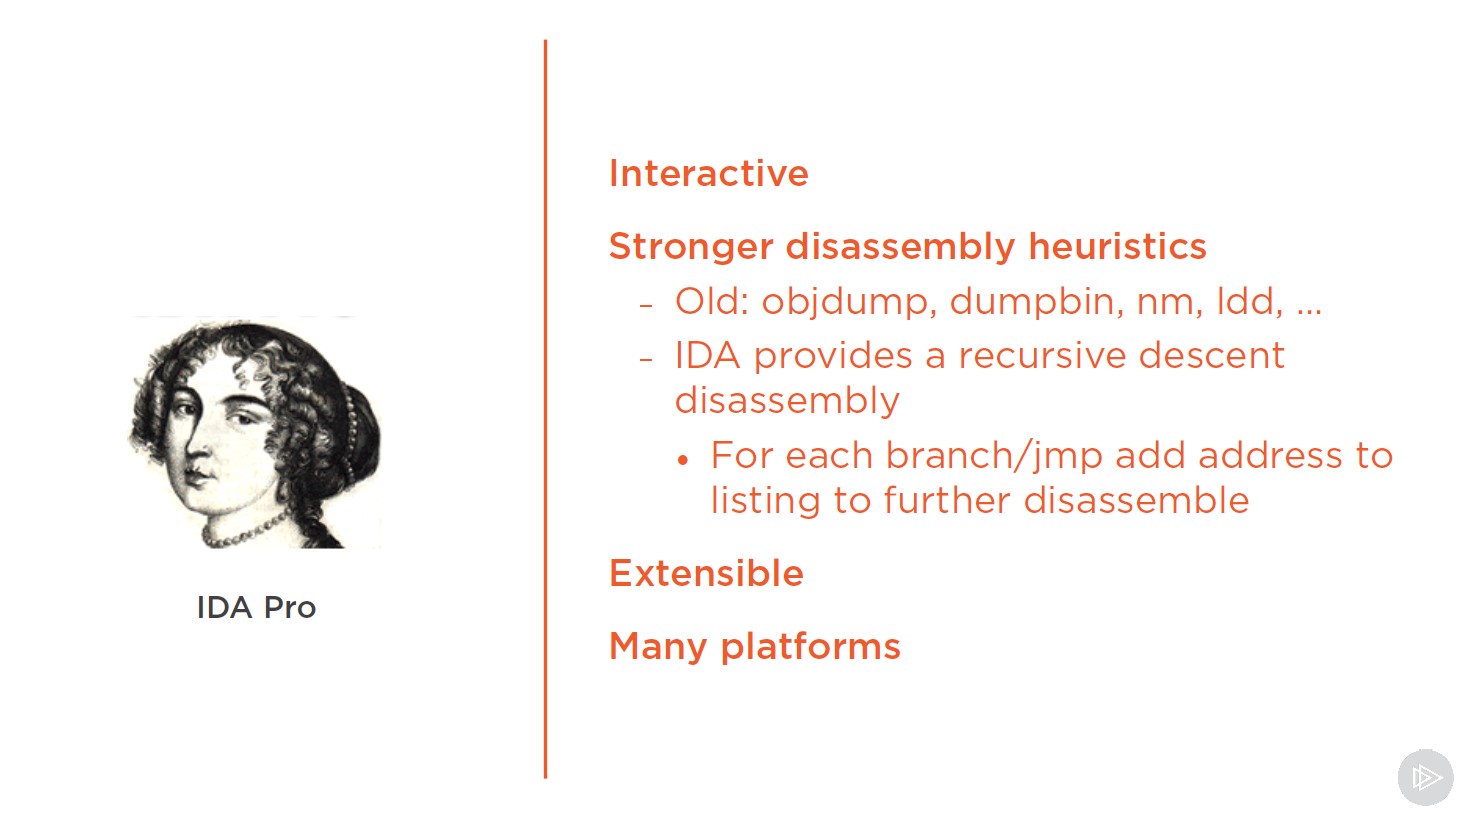 Interactive
Stronger disassembly heuristics
– Old: objdump, dumpbin, nm, ldd, ...
– IDA provides a recursive descent
disassembly
• For each branch/jmp add address to
listing to further disassemble
Extensible
Many platforms
IDA Pro